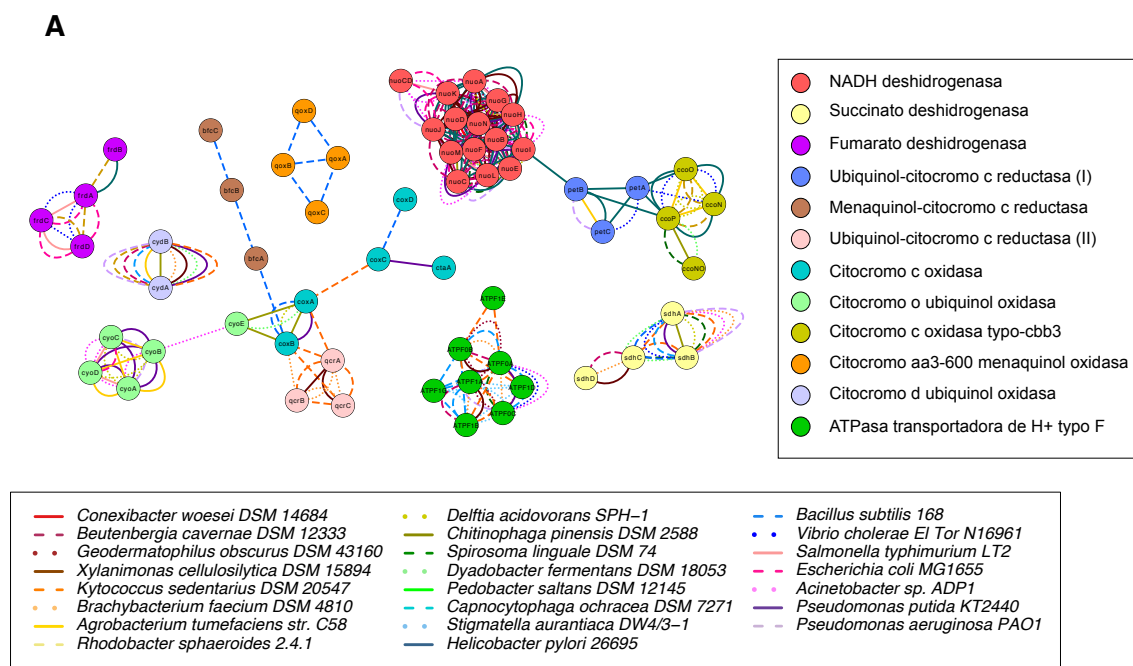 A
nuoCD
nuoA
nuoK
nuoG
nuoD
nuoH
nuoJ
nuoN
nuoB
nuoM
nuoF
nuoI
nuoC
nuoL
nuoE
qoxD
bfcC
qoxA
qoxB
frdB
bfcB
frdA
qoxC
frdC
frdD
coxD
petB
petA
petC
ccoO
ccoN
ccoP
ccoNO
cydB
cydA
bfcA
coxC
ctaA
coxA
cyoE
coxB
cyoC
cyoB
cyoD
cyoA
qcrA
qcrB
qcrC
ATPF1E
ATPF0B
ATPF0A
ATPF1A
ATPF1G
ATPF0C
sdhA
sdhC
sdhB
sdhD
NADH deshidrogenasa
Succinato deshidrogenasa
Fumarato deshidrogenasa
Ubiquinol-citocromo c reductasa (I)
Menaquinol-citocromo c reductasa
Ubiquinol-citocromo c reductasa (II)
Citocromo c oxidasa
Citocromo o ubiquinol oxidasa
Citocromo c oxidasa typo-cbb3
Citocromo aa3-600 menaquinol oxidasa
Citocromo d ubiquinol oxidasa
ATPasa transportadora de H+ typo F
Conexibacter woesei DSM 14684
Beutenbergia cavernae DSM 12333
Geodermatophilus obscurus DSM 43160
Xylanimonas cellulosilytica DSM 15894
Kytococcus sedentarius DSM 20547
Brachybacterium faecium DSM 4810
Agrobacterium tumefaciens str. C58
Rhodobacter sphaeroides 2.4.1
Delftia acidovorans SPH-1
Chitinophaga pinensis DSM 2588
Spirosoma linguale DSM 74
Dyadobacter fermentans DSM 18053
Pedobacter saltans DSM 12145
Capnocytophaga ochracea DSM 7271
Stigmatella aurantiaca DW4/3-1
Helicobacter pylori 26695
Bacillus subtilis 168
Vibrio cholerae El Tor N16961
Salmonella typhimurium LT2
Escherichia coli MG1655
Acinetobacter sp. ADP1
Pseudomonas putida KT2440
Pseudomonas aeruginosa PAO1